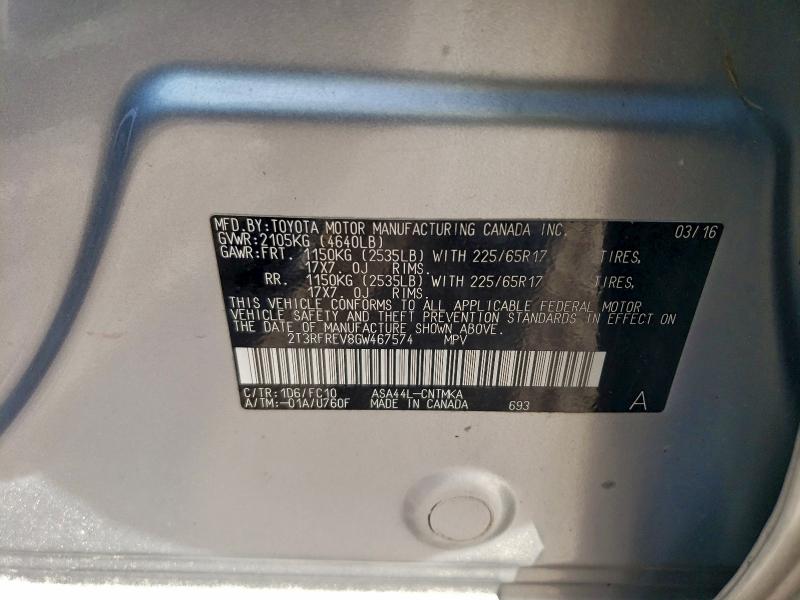 MFD.BY:TOYOTA MOTOR MANUFACTURING CANADA INC. 03/16
GVWR:2105KG (4640LB)
GAWR:FRT. 1150KG (2535LB) WITH 225/65R17 TIRES,
17X7.0J RIMS.
RR. 1150KG (2535LB) WITH 225/65R17 TIRES,
17X7.0J RIMS.
THIS VEHICLE CONFORMS TO ALL APPLICABLE FEDERAL MOTOR
VEHICLE SAFETY AND THEFT PREVENTION STANDARDS IN EFFECT ON
THE DATE OF MANUFACTURE SHOWN ABOVE.
2T3RFREV8GW467574 MPV
C/TR:1D6/FC10 ASA44L-CNTMKA
A/TM:-01A/U760F MADE IN CANADA 693 A